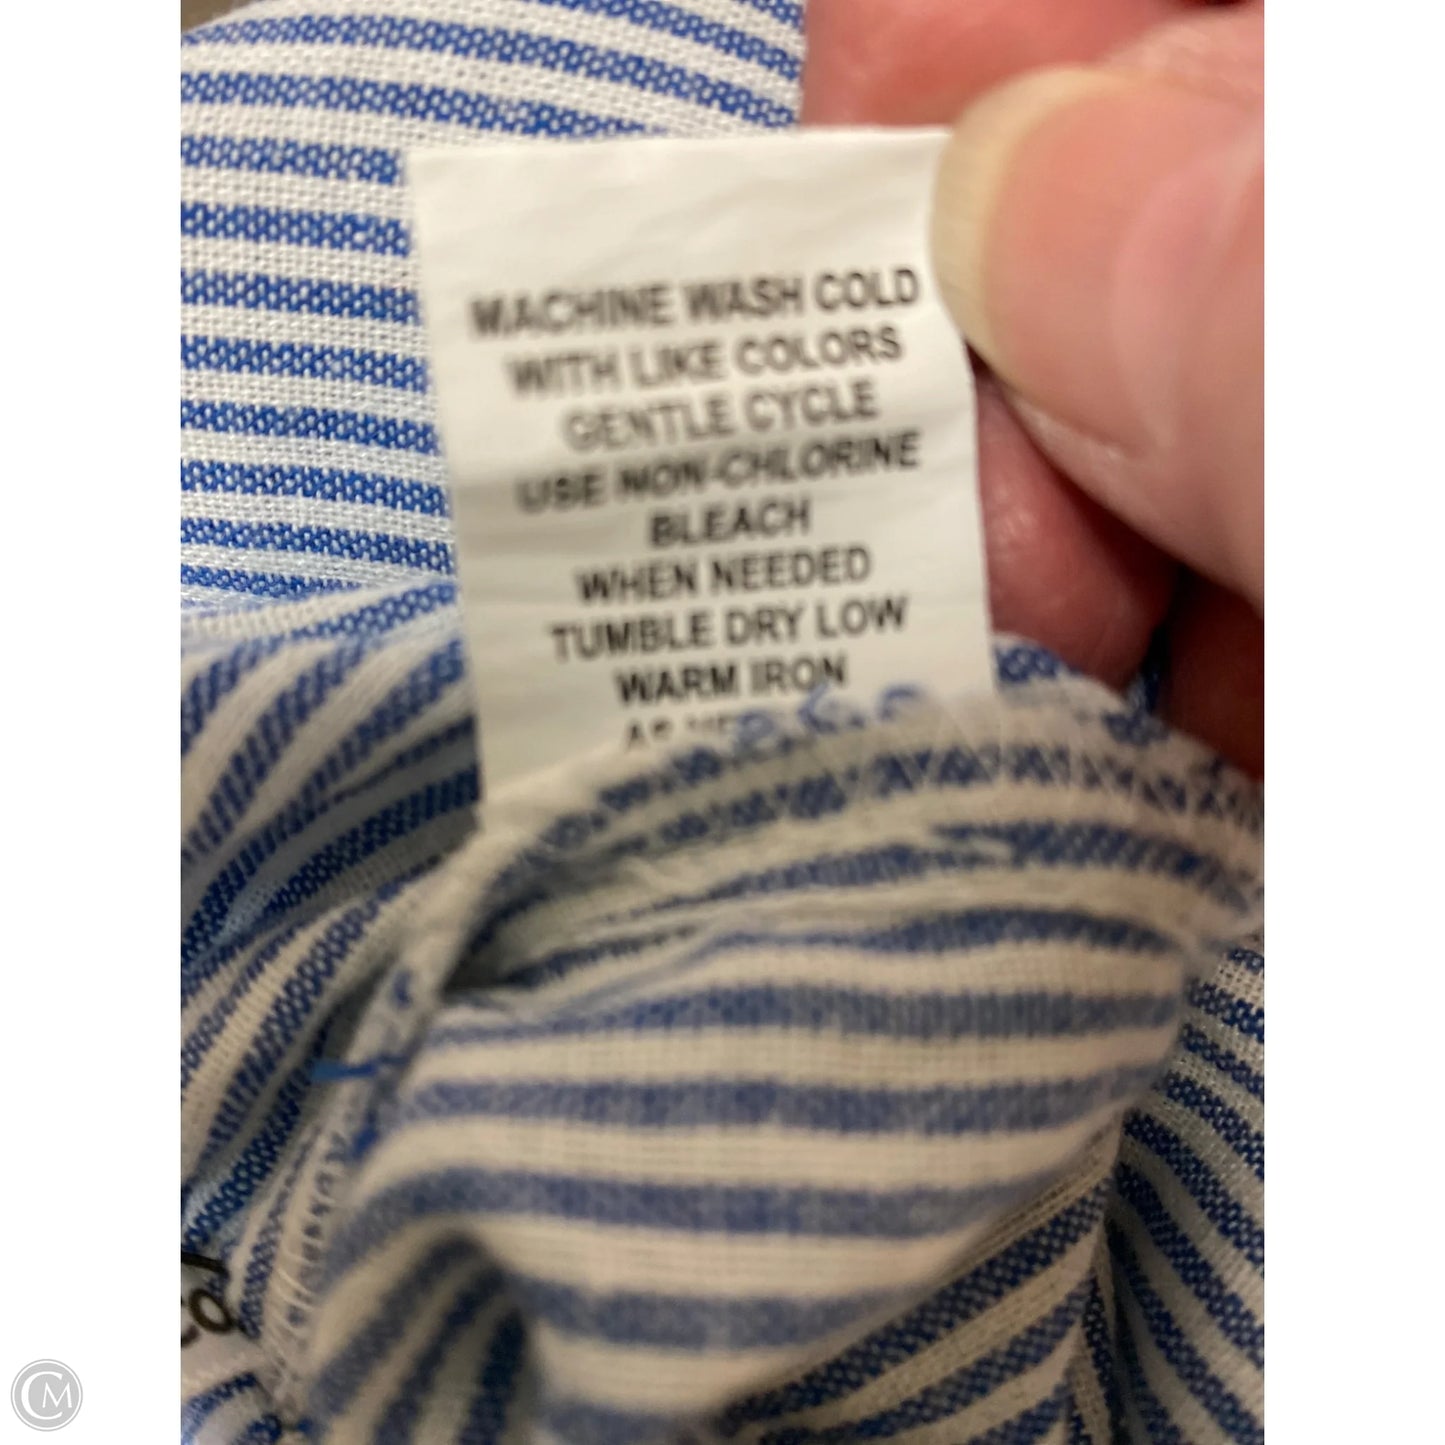 MACHINE WASH COLD
WITH LIKE COLORS
GENTLE CYCLE
USE NON-CHLORINE
BLEACH
WHEN NEEDED
TUMBLE DRY LOW
WARM IRON
CM